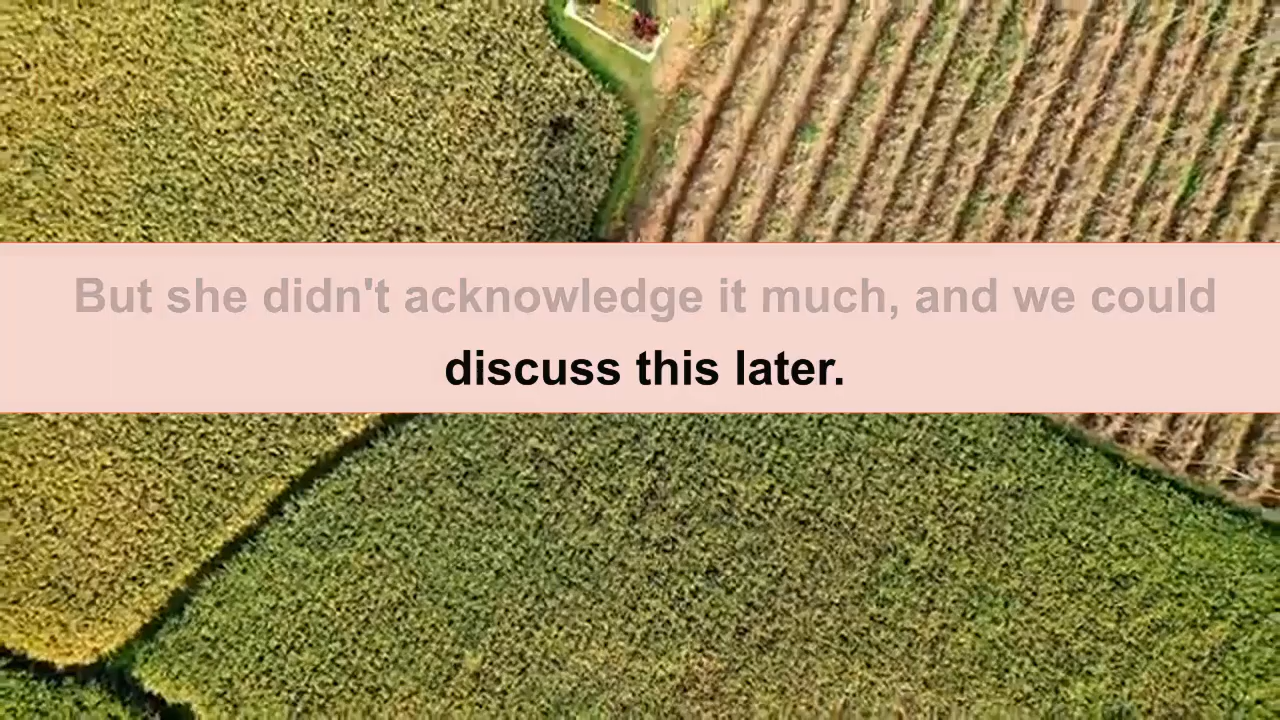 But she didn't acknowledge it much, and we could
discuss this later.